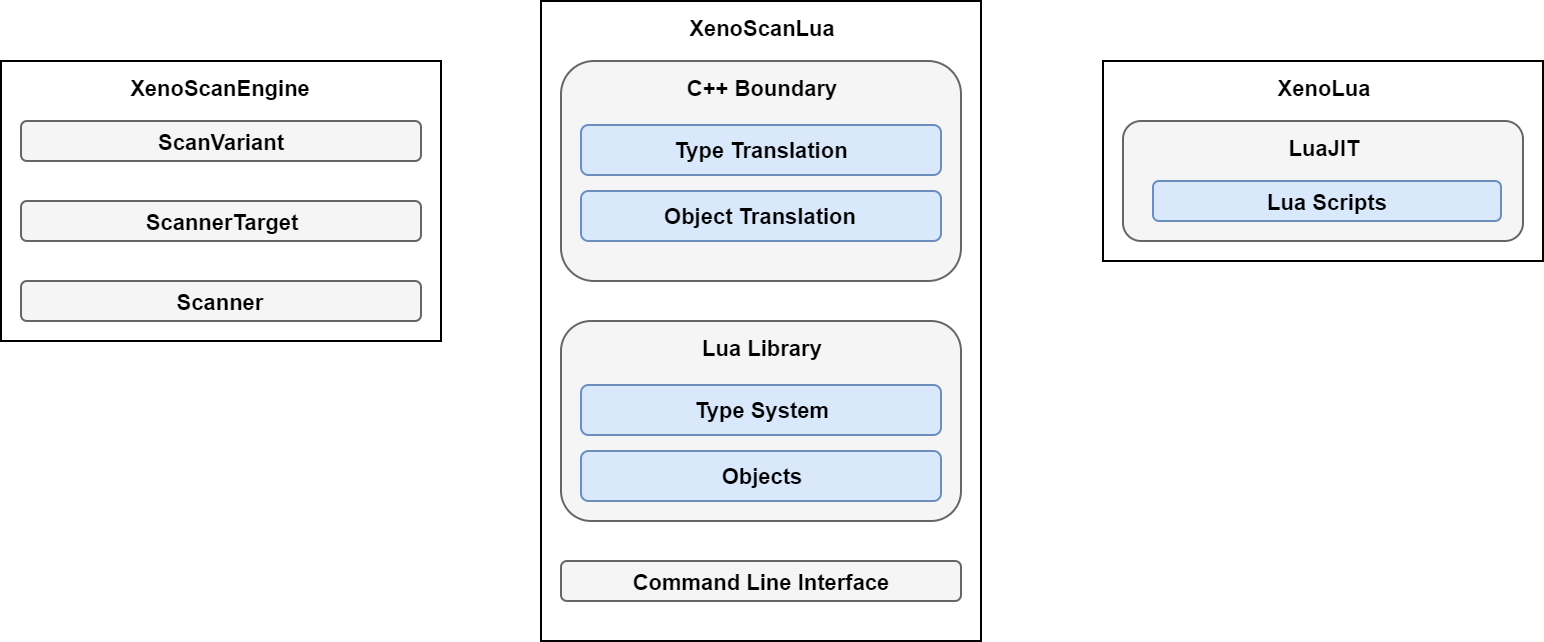 XenoScanEngine
ScanVariant
ScannerTarget
Scanner
XenoScanLua
C++ Boundary
Type Translation
Object Translation
Lua Library
Type System
Objects
Command Line Interface
XenoLua
LuaJIT
Lua Scripts